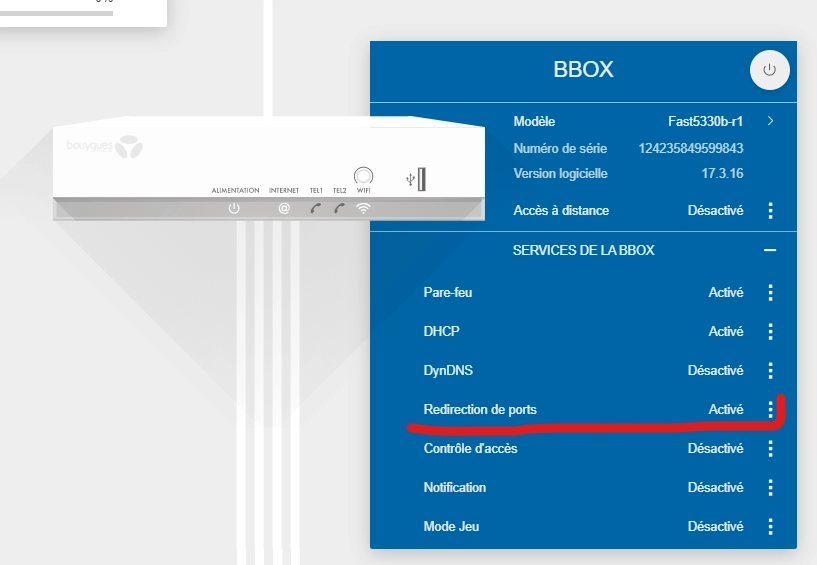 BBOX
Modèle Fast5330b-r1
Numéro de série 124235849599843
Version logicielle 17.3.16
Accès à distance Désactivé
bouygues
ALIMENTATION INTERNET TEL1 TEL2 WIFI
@
SERVICES DE LA BBOX
Pare-feu Activé
DHCP Activé
DynDNS Désactivé
Redirection de ports Activé
Contrôle d'accès Désactivé
Notification Désactivé
Mode Jeu Désactivé